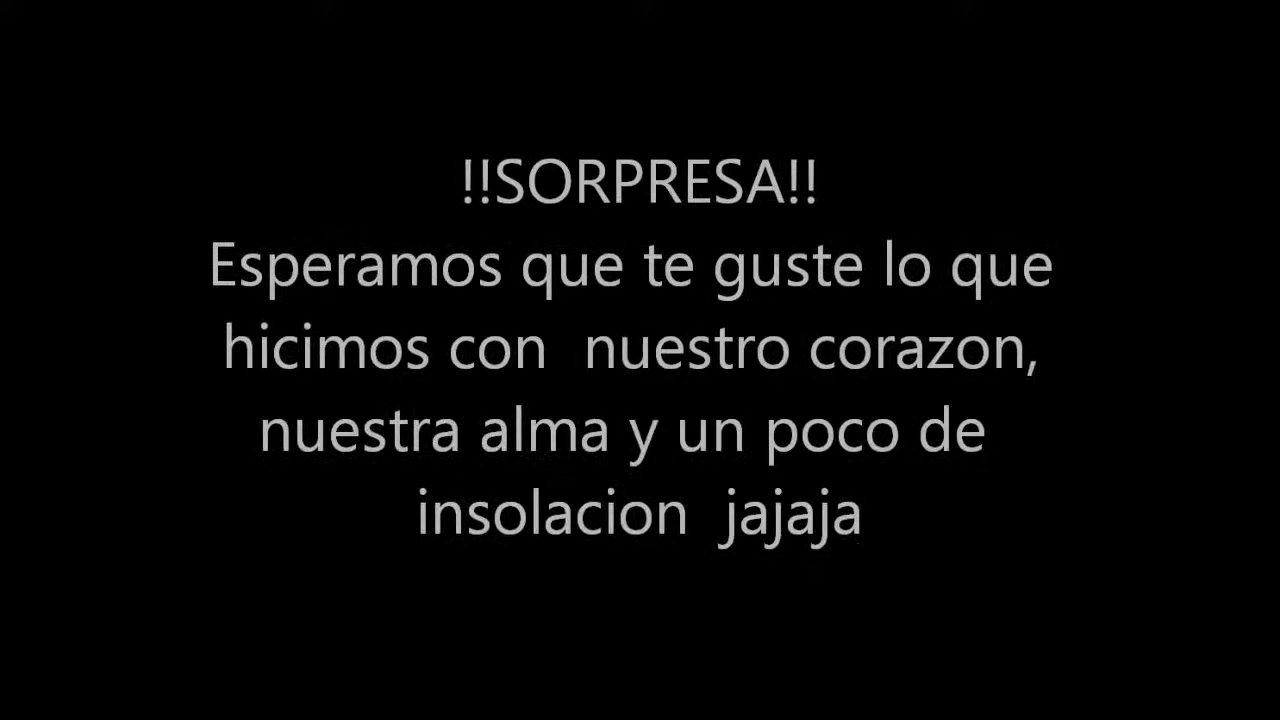 !!SORPRESA!!
Esperamos que te guste lo que
hicimos con  nuestro corazon,
nuestra alma y un poco de
insolacion  jajaja